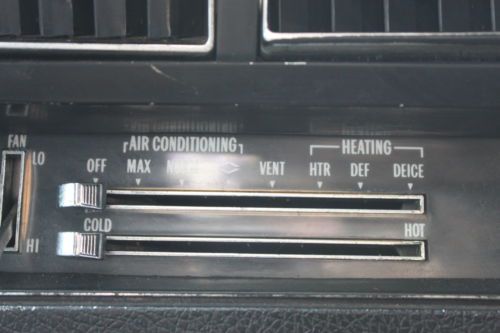 FAN
LO
HI
AIR CONDITIONING
HEATING
OFF MAX VENT HTR DEF DEICE
COLD HOT